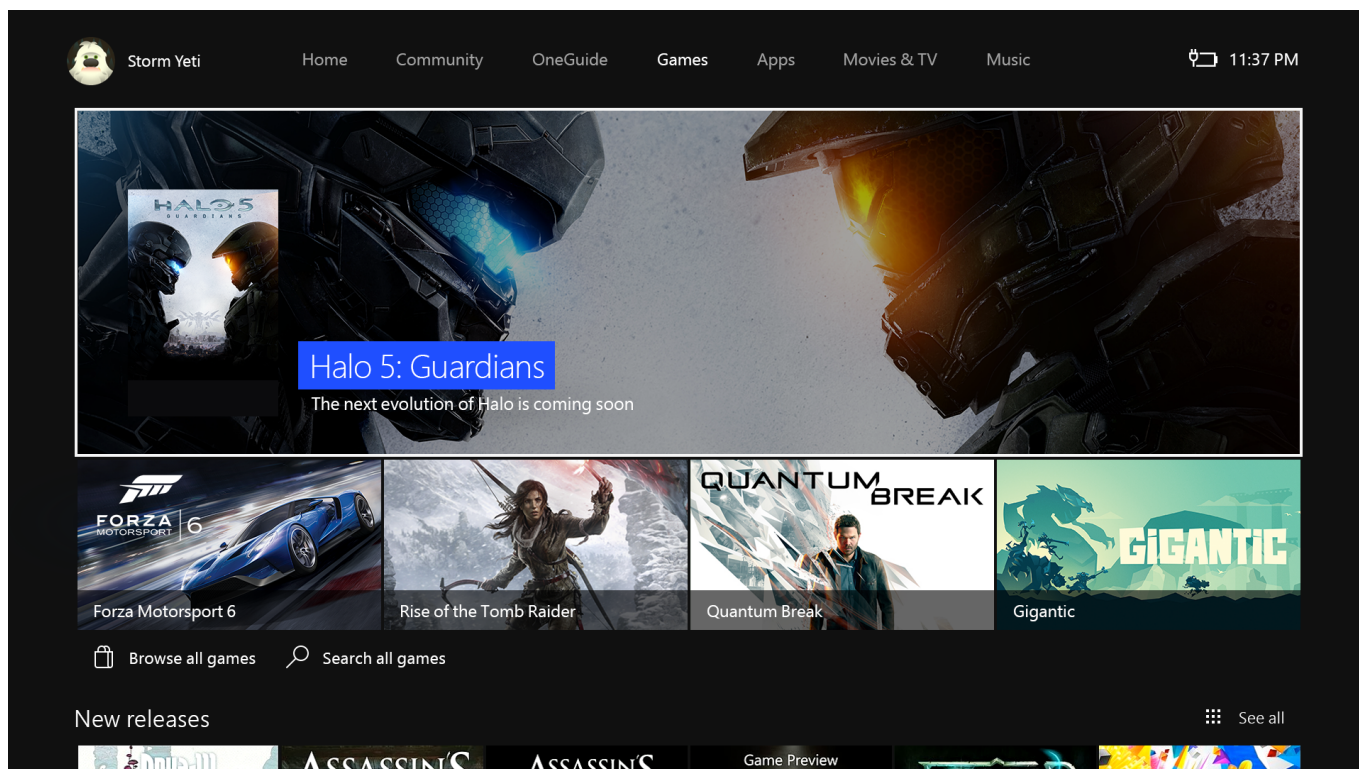 Storm Yeti
Home
Community
OneGuide
Games
Apps
Movies & TV
Music
11:37 PM
HALO 5
GUARDIANS
Halo 5: Guardians
The next evolution of Halo is coming soon
FORZA
MOTORSPORT
6
Forza Motorsport 6
Rise of the Tomb Raider
QUANTUM
BREAK
Quantum Break
GiGANTiC
Gigantic
Browse all games
Search all games
New releases
See all
ASSASSIN'S
ASSASSIN'S
Game Preview